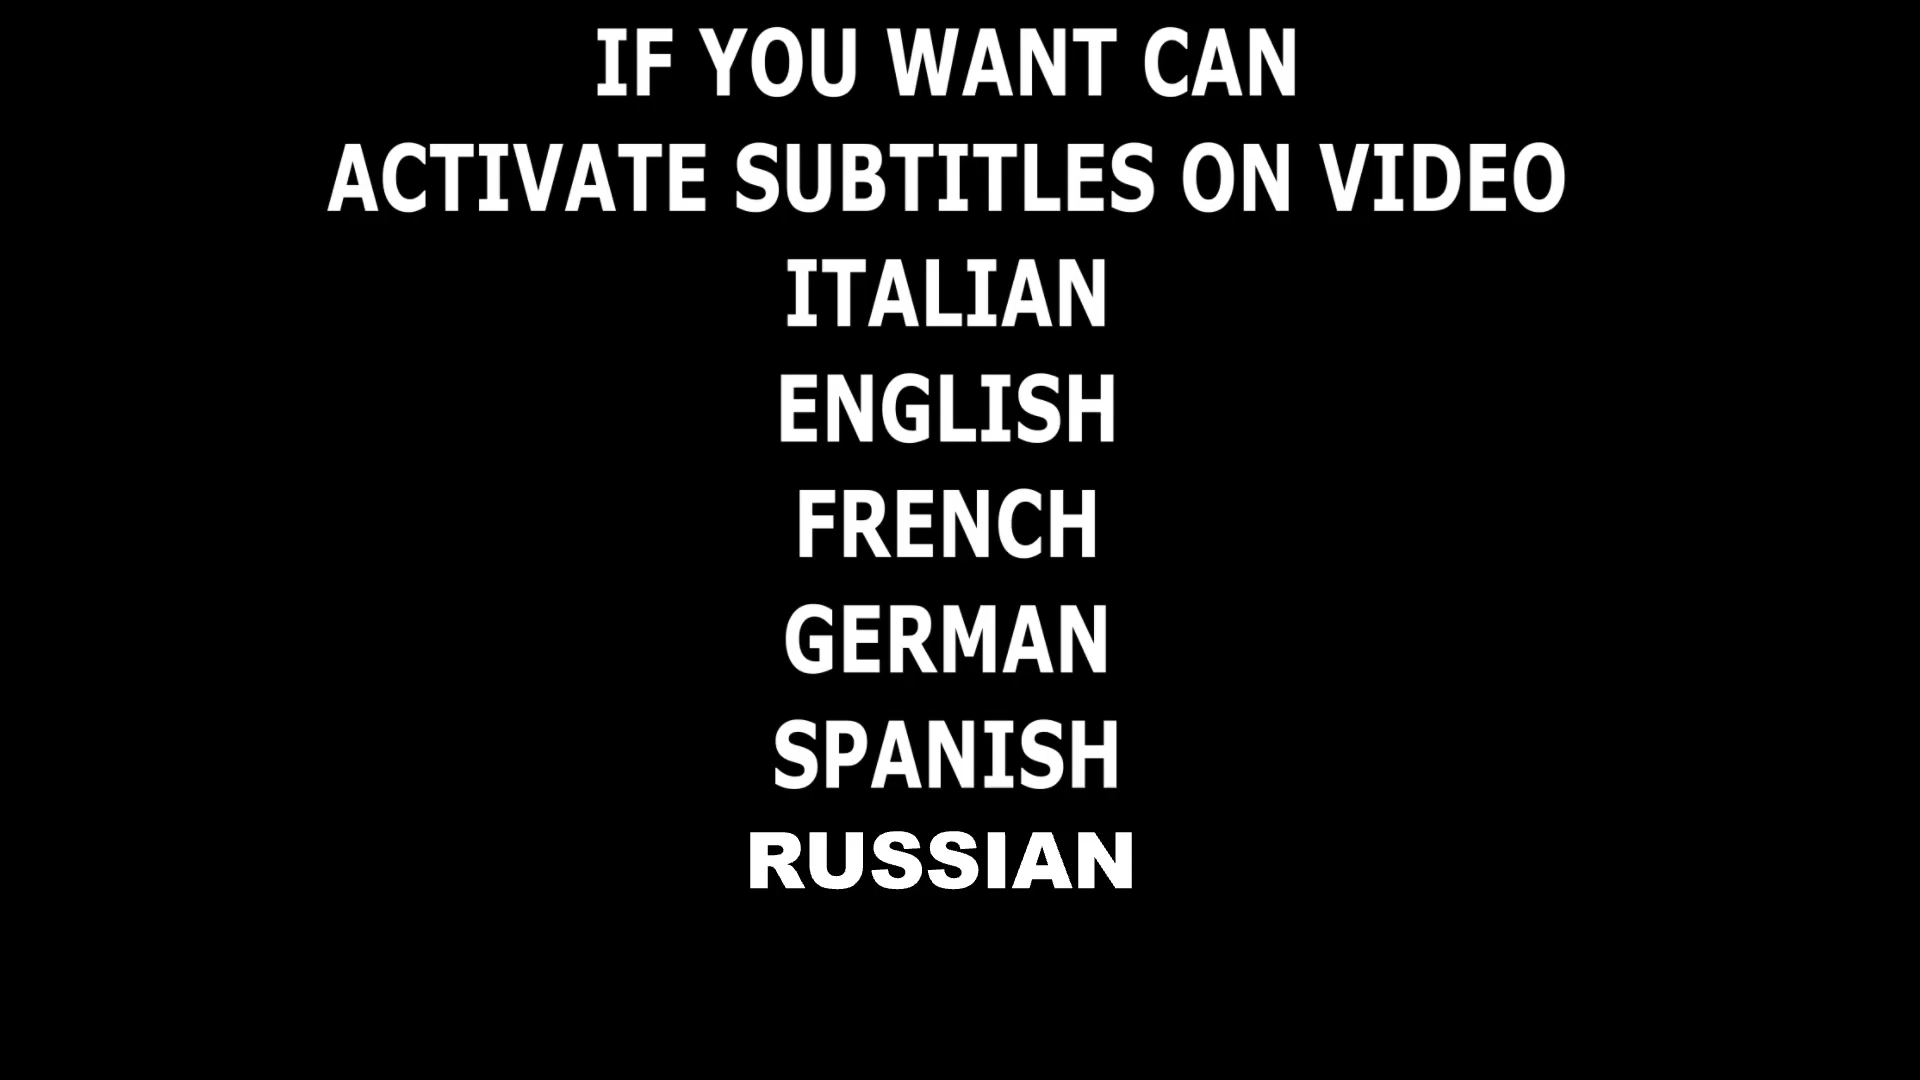 IF YOU WANT CAN
ACTIVATE SUBTITLES ON VIDEO
ITALIAN
ENGLISH
FRENCH
GERMAN
SPANISH
RUSSIAN